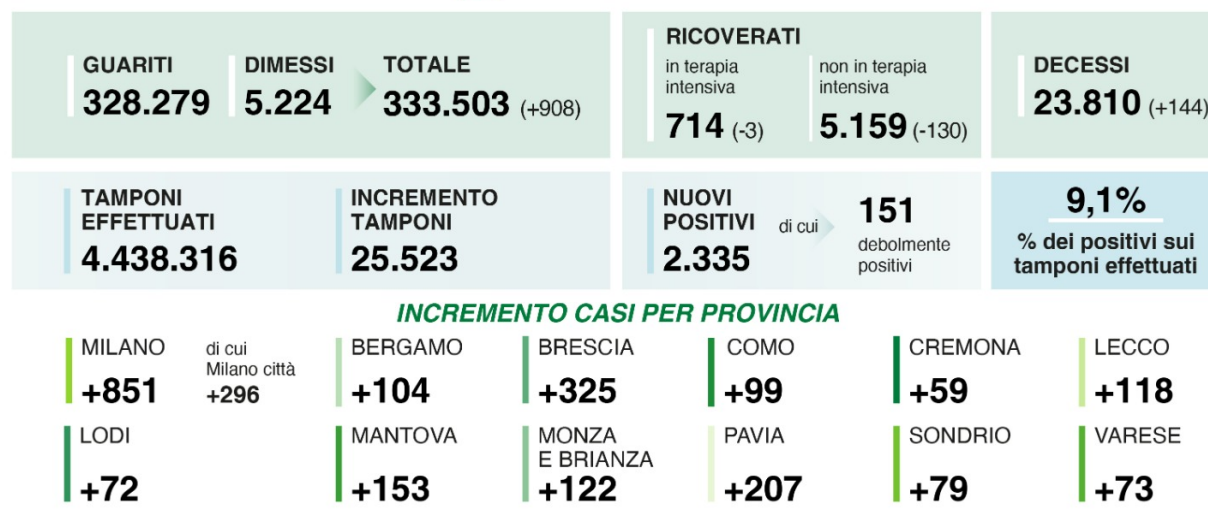 GUARITI
328.279
DIMESSI
5.224
TOTALE
333.503 (+908)
RICOVERATI
in terapia
intensiva
714 (-3)
non in terapia
intensiva
5.159 (-130)
DECESSI
23.810 (+144)
TAMPONI
EFFETTUATI
4.438.316
INCREMENTO
TAMPONI
25.523
NUOVI
POSITIVI
2.335
di cui
151
debolmente
positivi
9,1%
% dei positivi sui
tamponi effettuati
INCREMENTO CASI PER PROVINCIA
MILANO
+851
di cui
Milano città
+296
BERGAMO
+104
BRESCIA
+325
COMO
+99
CREMONA
+59
LECCO
+118
LODI
+72
MANTOVA
+153
MONZA
E BRIANZA
+122
PAVIA
+207
SONDRIO
+79
VARESE
+73